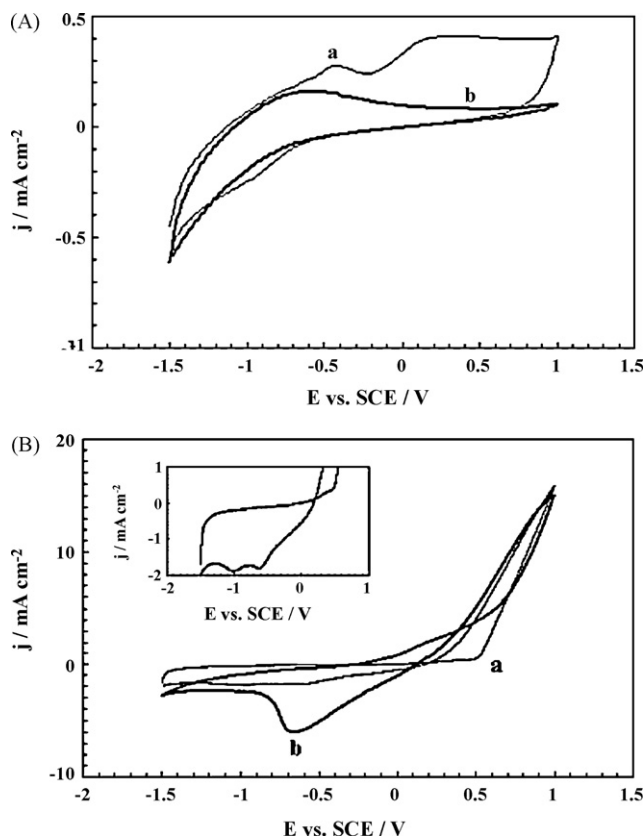 (A)
0.5
a
b
0
j / mA cm-2
-0.5
-1
-2 -1.5 -1 -0.5 0 0.5 1 1.5
E vs. SCE / V
(B)
20
1
0
-1
-2
j / mA cm-2
-2 -1 0 1
E vs. SCE / V
10
j / mA cm-2
0
a
b
-10
-2 -1.5 -1 -0.5 0 0.5 1 1.5
E vs. SCE / V